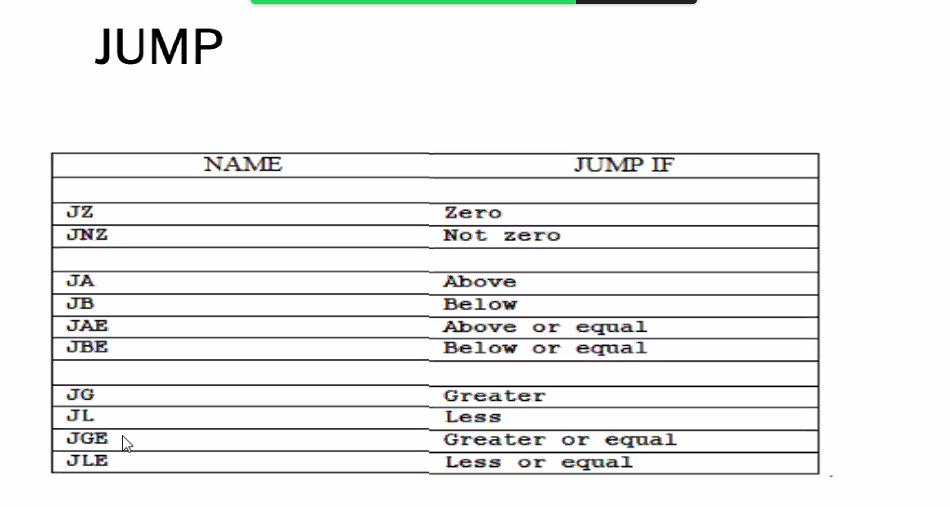 JUMP
NAME JUMP IF
JZ Zero
JNZ Not zero
JA Above
JB Below
JAE Above or equal
JBE Below or equal
JG Greater
JL Less
JGE Greater or equal
JLE Less or equal